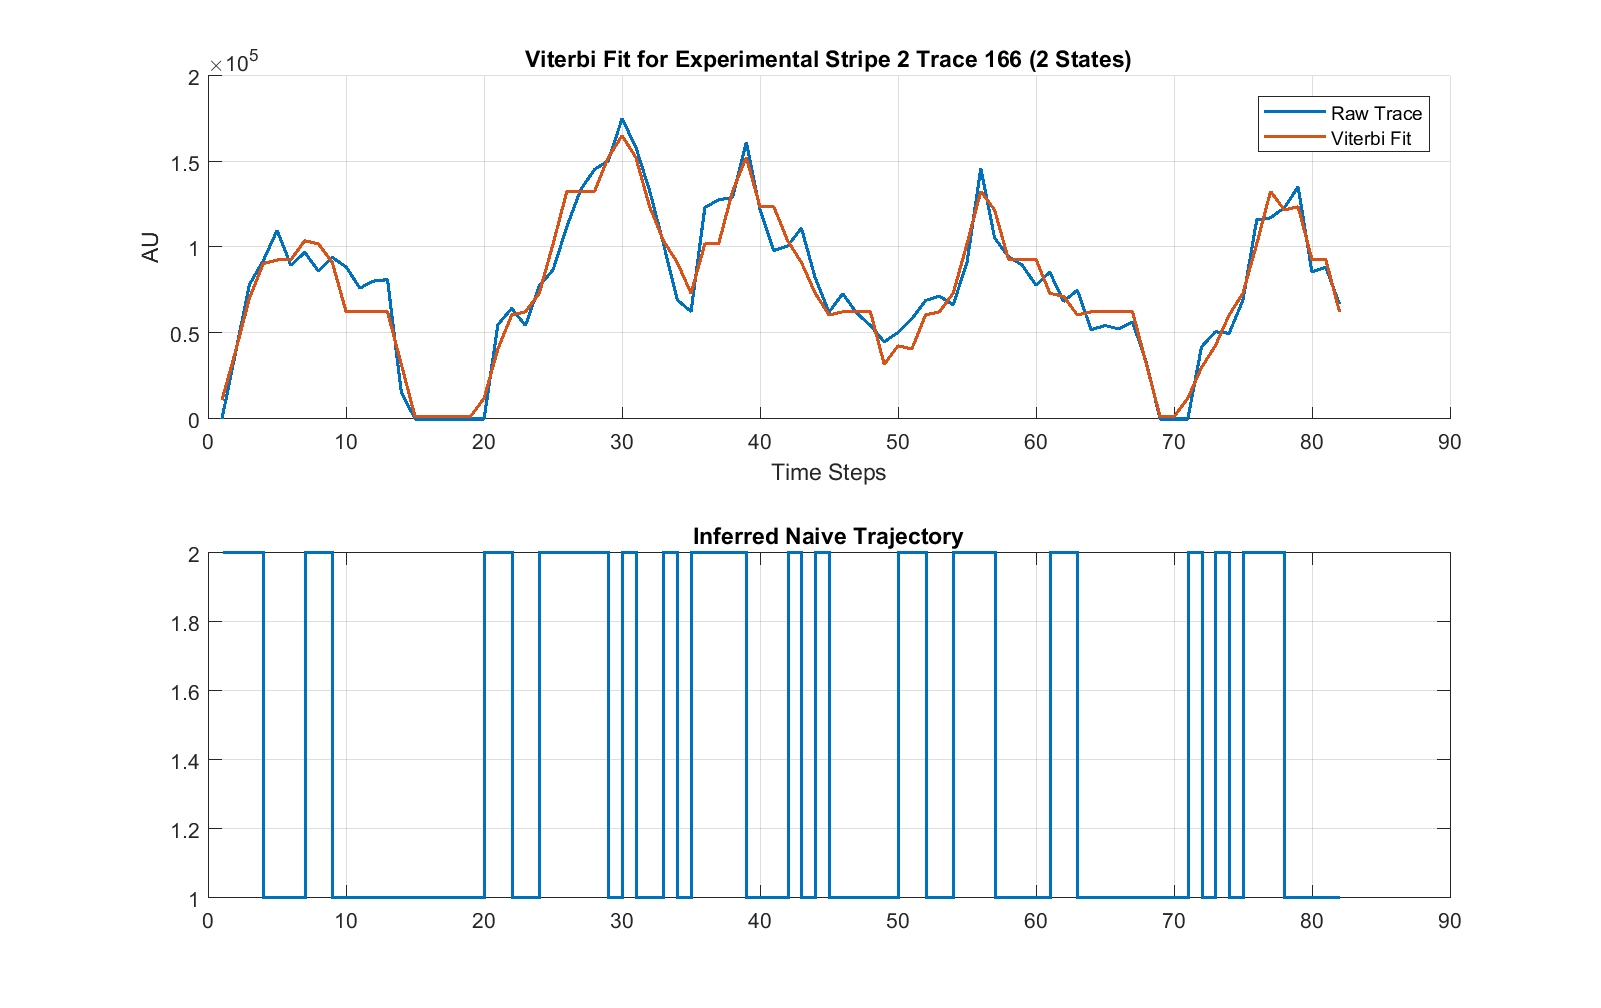 Viterbi Fit for Experimental Stripe 2 Trace 166 (2 States)
×10^5
2
1.5
1
0.5
0
AU
Raw Trace
Viterbi Fit
0 10 20 30 40 50 60 70 80 90
Time Steps
Inferred Naive Trajectory
2
1.8
1.6
1.4
1.2
1
0 10 20 30 40 50 60 70 80 90